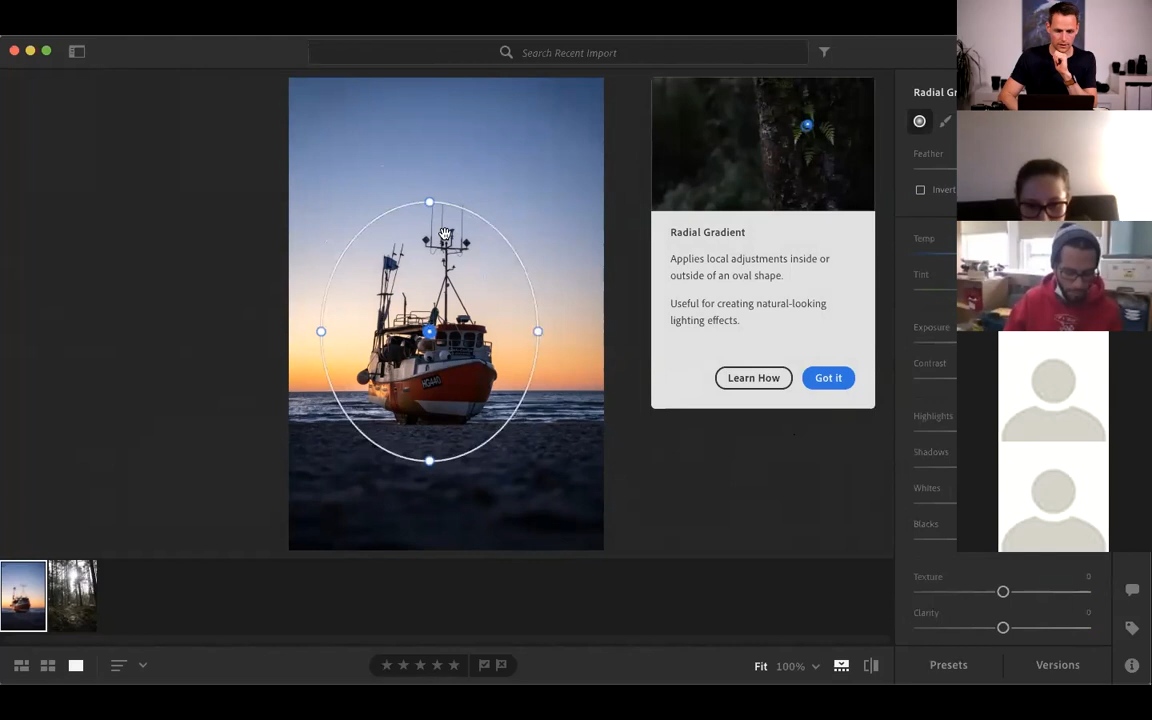 Search Recent Import
Radial Gr
Feather
Invert
Radial Gradient
Applies local adjustments inside or
outside of an oval shape.
Useful for creating natural-looking
lighting effects.
Learn How
Got it
Temp
Tint
Exposure
Contrast
Highlights
Shadows
Whites
Blacks
Texture 0
Clarity 0
HG440
Fit 100%
Presets
Versions